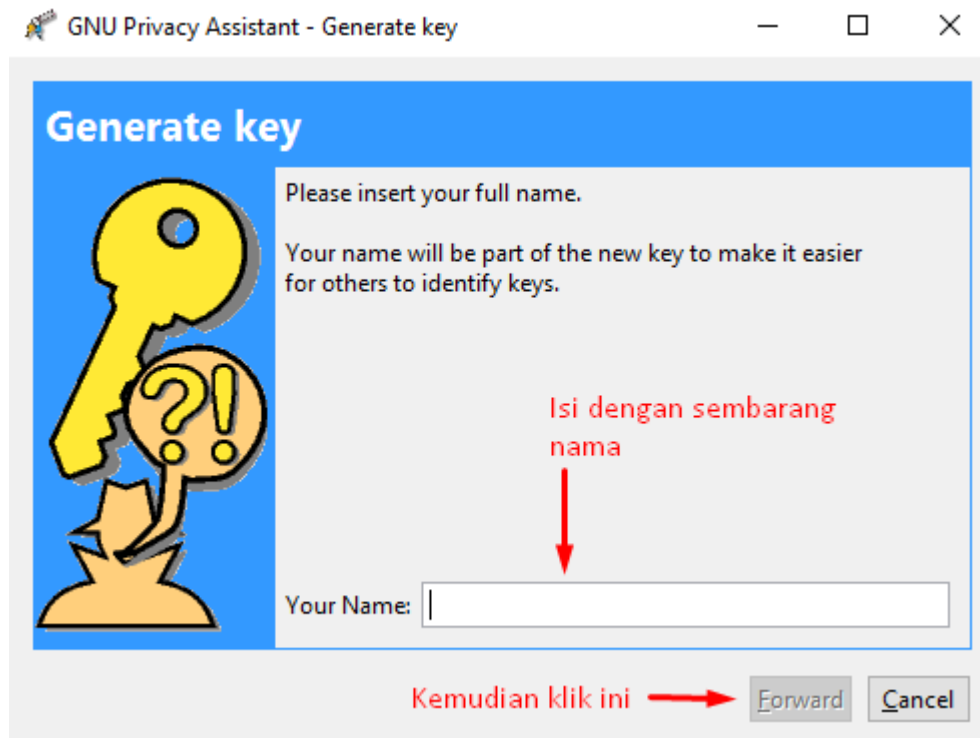 GNU Privacy Assistant - Generate key
Generate key
Please insert your full name.
Your name will be part of the new key to make it easier
for others to identify keys.
?!
Isi dengan sembarang
nama
Your Name:
Kemudian klik ini
Forward
Cancel